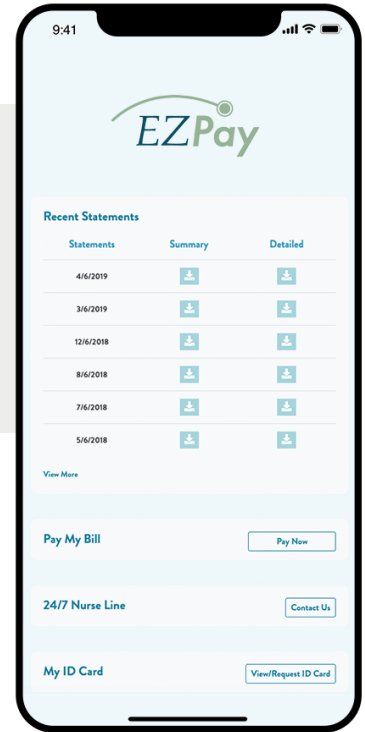 9:41
EZPay
Recent Statements
Statements Summary Detailed
4/6/2019
3/6/2019
12/6/2018
8/6/2018
7/6/2018
5/6/2018
View More
Pay My Bill Pay Now
24/7 Nurse Line Contact Us
My ID Card View/Request ID Card